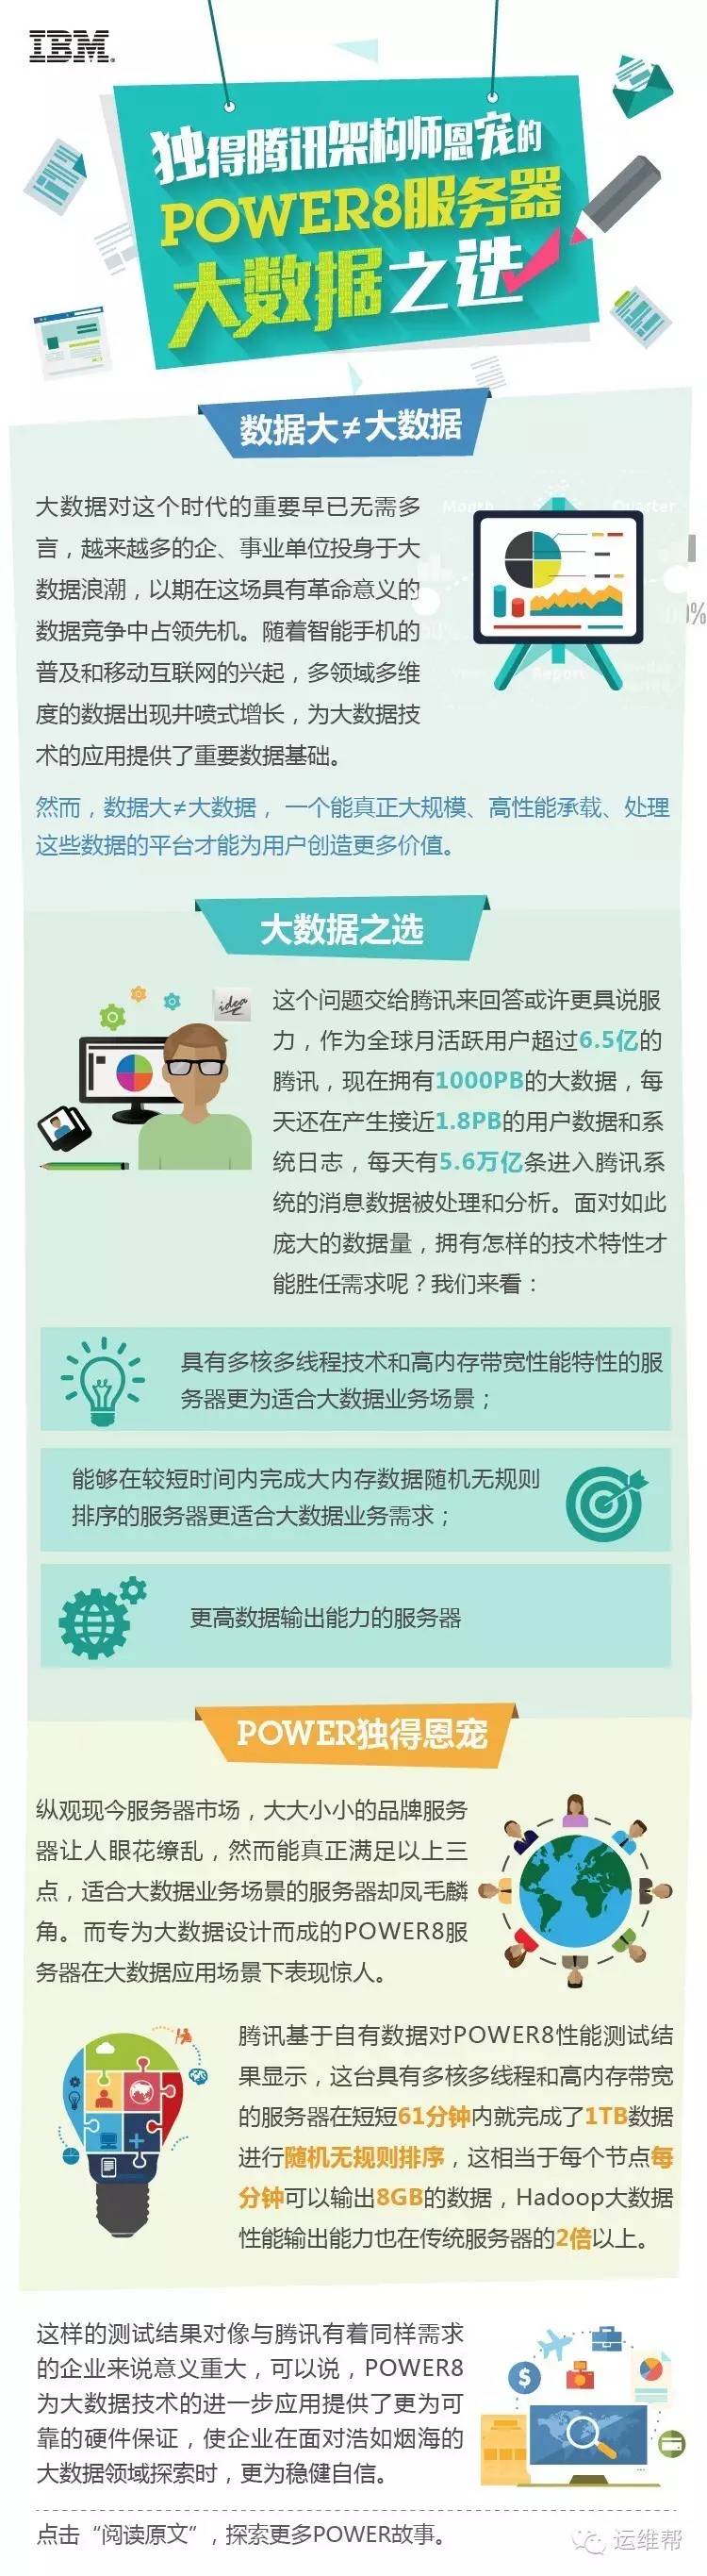 IBM
独得腾讯架构师恩宠的
POWER8服务器
大数据之选
数据大≠大数据
大数据对这个时代的重要早已无需多
言，越来越多的企、事业单位投身于大
数据浪潮，以期在这场具有革命意义的
数据竞争中占领先机。随着智能手机的
普及和移动互联网的兴起，多领域多维
度的数据出现井喷式增长，为大数据技
术的应用提供了重要数据基础。
Month
Quarter
0%
Report
然而，数据大≠大数据， 一个能真正大规模、高性能承载、处理
这些数据的平台才能为用户创造更多价值。
大数据之选
idea
这个问题交给腾讯来回答或许更具说服
力，作为全球月活跃用户超过6.5亿的
腾讯，现在拥有1000PB的大数据，每
天还在产生接近1.8PB的用户数据和系
统日志，每天有5.6万亿条进入腾讯系
统的消息数据被处理和分析。面对如此
庞大的数据量，拥有怎样的技术特性才
能胜任需求呢？我们来看：
具有多核多线程技术和高内存带宽性能特性的服
务器更为适合大数据业务场景；
能够在较短时间内完成大内存数据随机无规则
排序的服务器更适合大数据业务需求；
更高数据输出能力的服务器
POWER独得恩宠
纵观现今服务器市场，大大小小的品牌服务
器让人眼花缭乱，然而能真正满足以上三
点，适合大数据业务场景的服务器却凤毛麟
角。而专为大数据设计而成的POWER8服
务器在大数据应用场景下表现惊人。
腾讯基于自有数据对POWER8性能测试结
果显示，这台具有多核多线程和高内存带宽
的服务器在短短61分钟内就完成了1TB数据
进行随机无规则排序，这相当于每个节点每
分钟可以输出8GB的数据，Hadoop大数据
性能输出能力也在传统服务器的2倍以上。
这样的测试结果对像与腾讯有着同样需求
的企业来说意义重大，可以说，POWER8
为大数据技术的进一步应用提供了更为可
靠的硬件保证，使企业在面对浩如烟海的
大数据领域探索时，更为稳健自信。
$
点击“阅读原文”，探索更多POWER故事。
运维帮